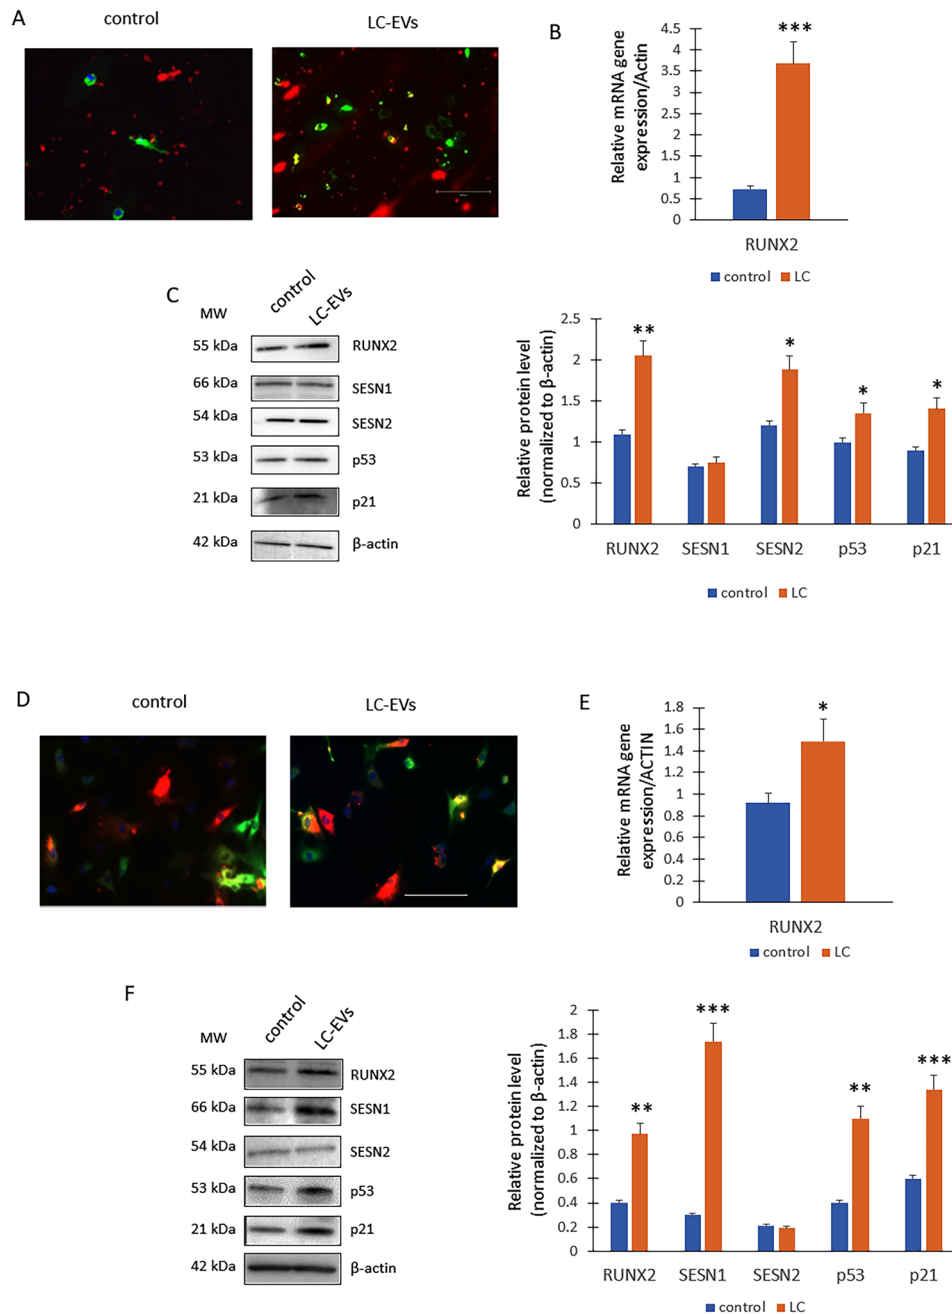 A
control
LC-EVs
B
Relative mRNA gene
expression/Actin
4.5
4
3.5
3
2.5
2
1.5
1
0.5
0
***
RUNX2
control LC
C
MW
control
LC-EVs
55 kDa RUNX2
66 kDa SESN1
54 kDa SESN2
53 kDa p53
21 kDa p21
42 kDa β-actin
Relative protein level
(normalized to β-actin)
2.5
2
1.5
1
0.5
0
** * * *
RUNX2 SESN1 SESN2 p53 p21
control LC
D
control
LC-EVs
E
Relative mRNA gene
expression/ACTIN
1.8
1.6
1.4
1.2
1
0.8
0.6
0.4
0.2
0
*
RUNX2
control LC
F
MW
control
LC-EVs
55 kDa RUNX2
66 kDa SESN1
54 kDa SESN2
53 kDa p53
21 kDa p21
42 kDa β-actin
Relative protein level
(normalized to β-actin)
2
1.8
1.6
1.4
1.2
1
0.8
0.6
0.4
0.2
0
** *** ** ***
RUNX2 SESN1 SESN2 p53 p21
control LC